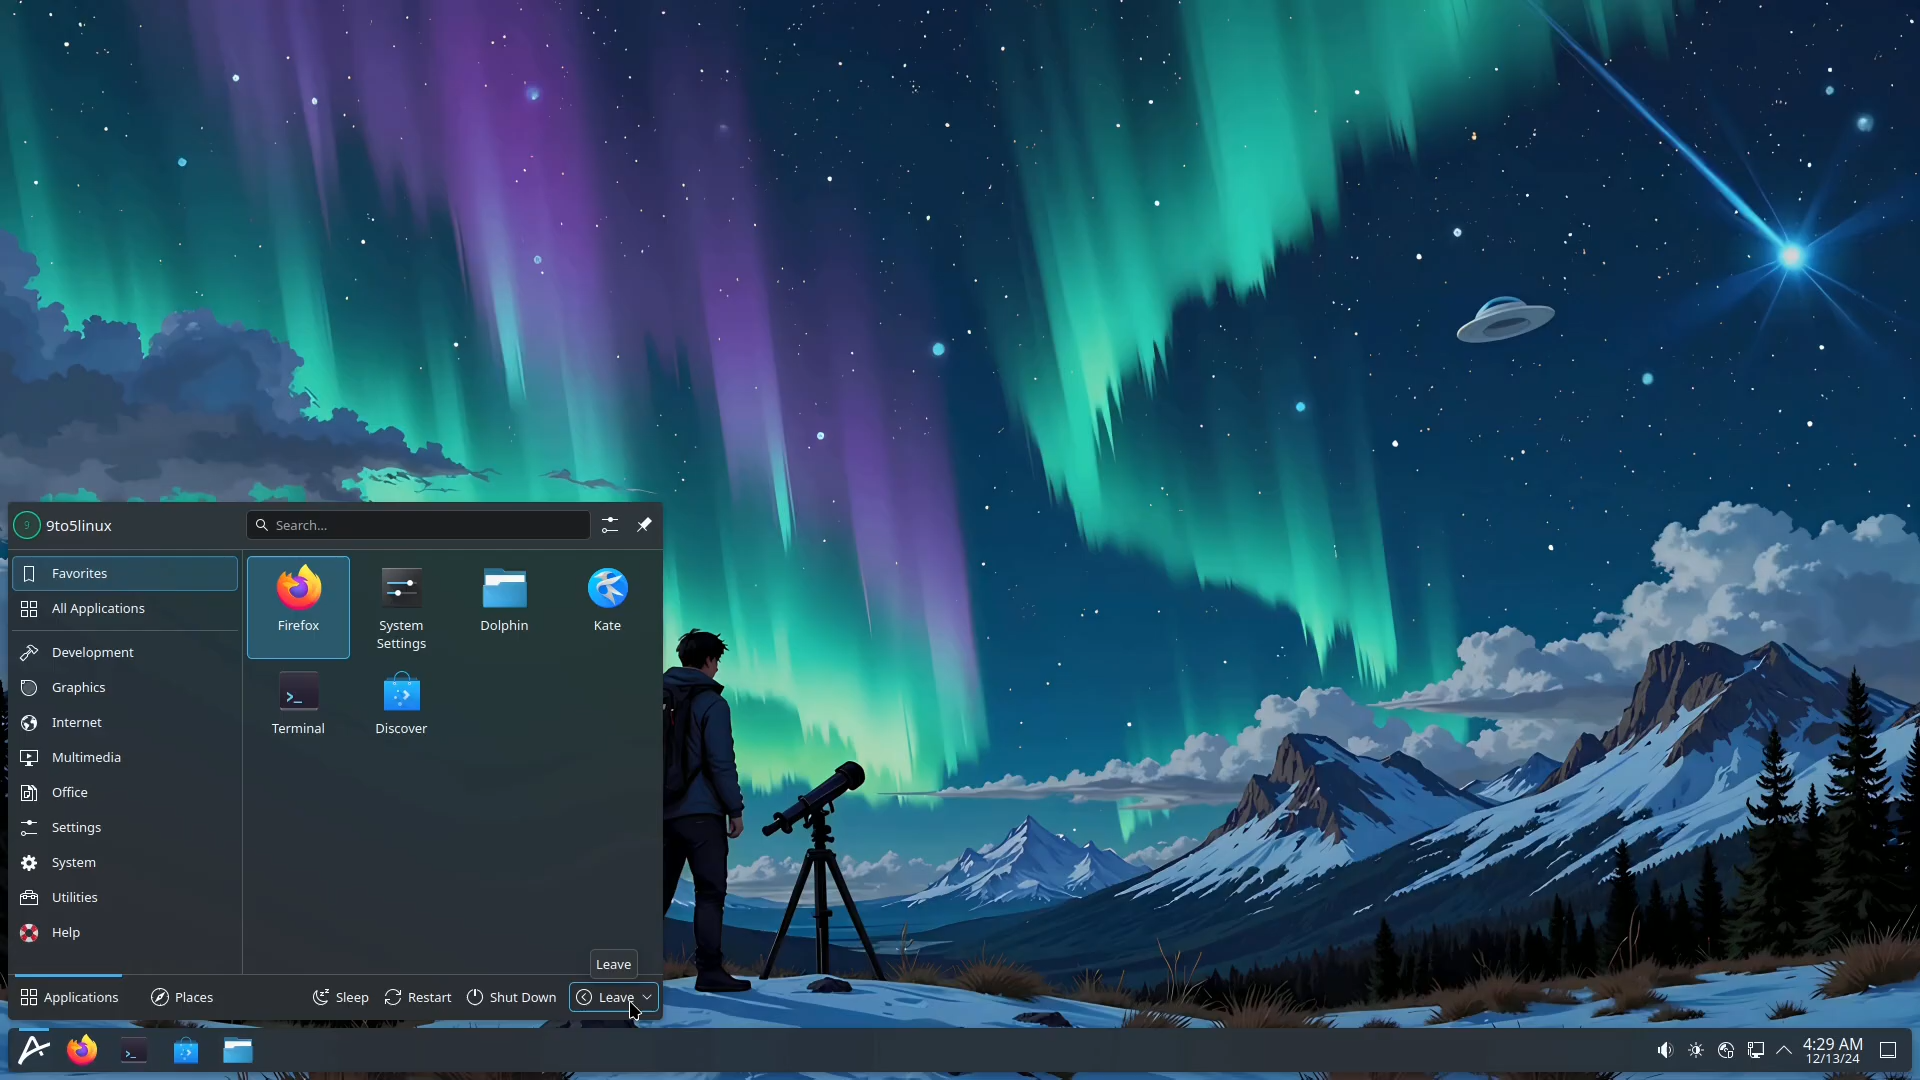 9to5linux
Search...
Favorites
All Applications
Development
Graphics
Internet
Multimedia
Office
Settings
System
Utilities
Help
Firefox
System
Settings
Dolphin
Kate
Terminal
Discover
Leave
Applications
Places
Sleep
Restart
Shut Down
Leave
4:29 AM
12/13/24